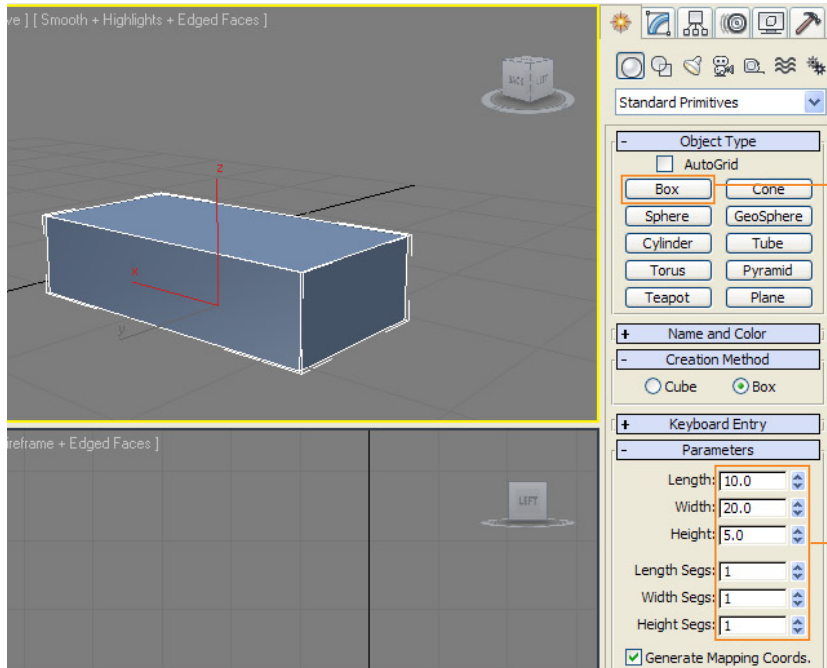 ve ] [ Smooth + Highlights + Edged Faces ]
BACK LEFT
z
x
y
ireframe + Edged Faces ]
LEFT
Standard Primitives
- Object Type
AutoGrid
Box Cone
Sphere GeoSphere
Cylinder Tube
Torus Pyramid
Teapot Plane
+ Name and Color
- Creation Method
Cube Box
+ Keyboard Entry
- Parameters
Length: 10.0
Width: 20.0
Height: 5.0
Length Segs: 1
Width Segs: 1
Height Segs: 1
Generate Mapping Coords.